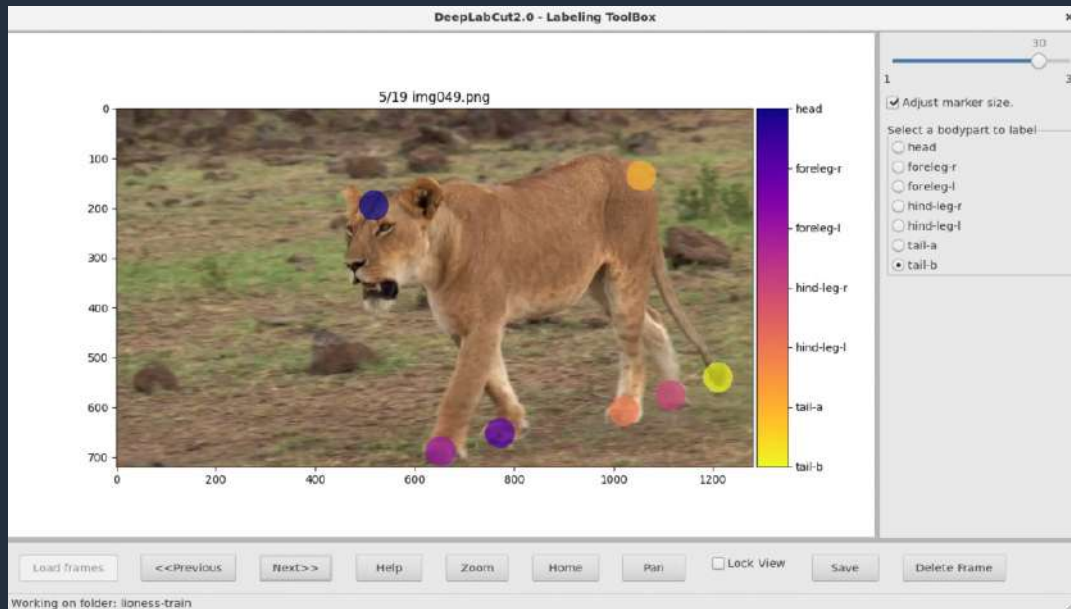 DeepLabCut2.0 - Labeling ToolBox ×
30
1 3
Adjust marker size.
Select a bodypart to label
head
foreleg-r
foreleg-l
hind-leg-r
hind-leg-l
tail-a
tail-b
5/19 img049.png
0
100
200
300
400
500
600
700
0 200 400 600 800 1000 1200
head
foreleg-r
foreleg-l
hind-leg-r
hind-leg-l
tail-a
tail-b
Load frames <<Previous Next>> Help Zoom Home Pan Lock View Save Delete Frame
Working on folder: lioness-train